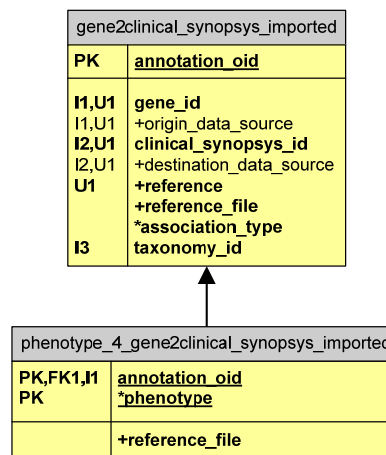 gene2clinical_synopsys_imported
PK annotation_oid
I1,U1 gene_id
I1,U1 +origin_data_source
I2,U1 clinical_synopsys_id
I2,U1 +destination_data_source
U1 +reference
+reference_file
*association_type
I3 taxonomy_id
phenotype_4_gene2clinical_synopsys_imported
PK,FK1,I1 annotation_oid
PK *phenotype
+reference_file